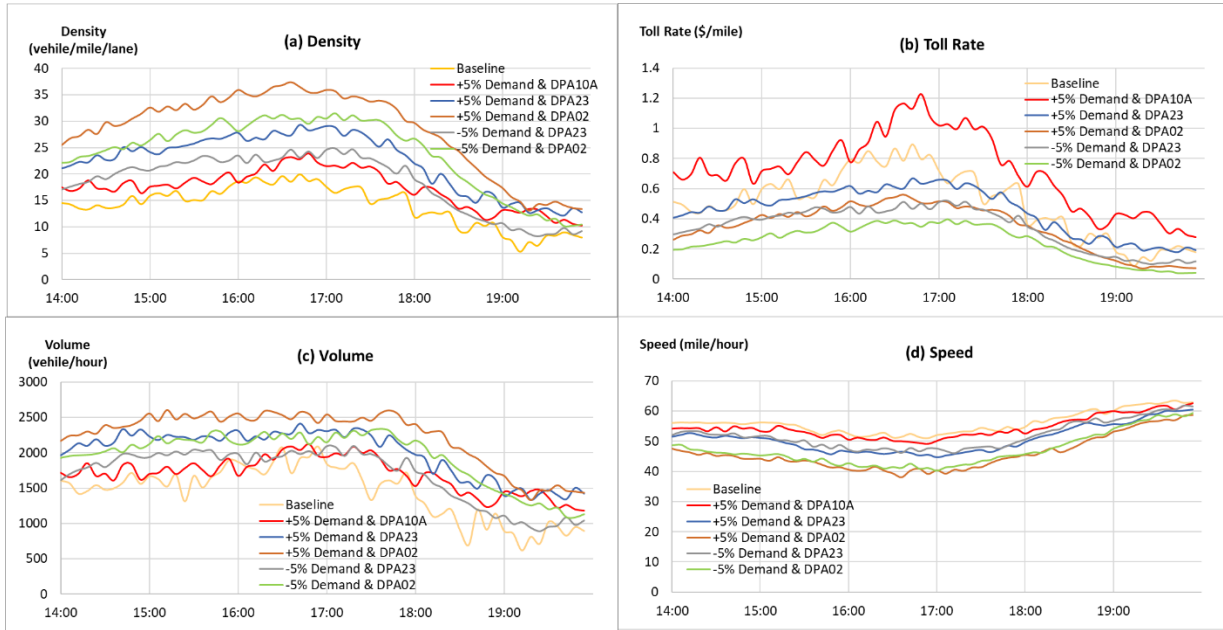 Density
(vehile/mile/lane)
(a) Density
40
35
30
25
20
15
10
5
0
14:00 15:00 16:00 17:00 18:00 19:00
Baseline
+5% Demand & DPA10A
+5% Demand & DPA23
+5% Demand & DPA02
-5% Demand & DPA23
-5% Demand & DPA02
Toll Rate ($/mile)
(b) Toll Rate
1.4
1.2
1
0.8
0.6
0.4
0.2
0
14:00 15:00 16:00 17:00 18:00 19:00
Baseline
+5% Demand & DPA10A
+5% Demand & DPA23
+5% Demand & DPA02
-5% Demand & DPA23
-5% Demand & DPA02
Volume
(vehile/hour)
(c) Volume
3000
2500
2000
1500
1000
500
0
14:00 15:00 16:00 17:00 18:00 19:00
Baseline
+5% Demand & DPA10A
+5% Demand & DPA23
+5% Demand & DPA02
-5% Demand & DPA23
-5% Demand & DPA02
Speed (mile/hour)
(d) Speed
70
60
50
40
30
20
10
0
14:00 15:00 16:00 17:00 18:00 19:00
Baseline
+5% Demand & DPA10A
+5% Demand & DPA23
+5% Demand & DPA02
-5% Demand & DPA23
-5% Demand & DPA02